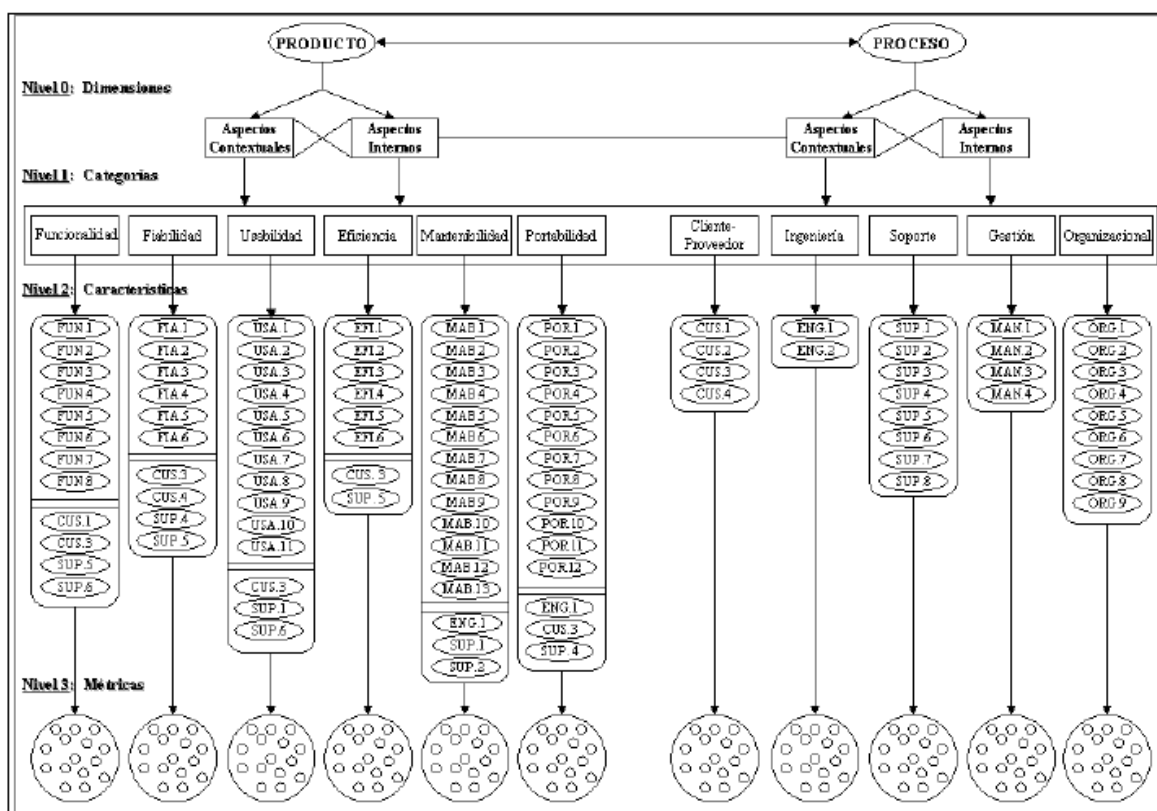 PRODUCTO
PROCESO
Nivel 0: Dimensiones
Aspectos
Contextuales
Aspectos
Internos
Aspectos
Contextuales
Aspectos
Internos
Nivel 1: Categorías
Funcionalidad
Fiabilidad
Usabilidad
Eficiencia
Mantenibilidad
Portabilidad
Cliente-
Proveedor
Ingeniería
Soporte
Gestión
Organizacional
Nivel 2: Características
FUN.1
FUN.2
FUN.3
FUN.4
FUN.5
FUN.6
FUN.7
FUN.8
CUS.1
CUS.3
SUP.5
SUP.6
FIA.1
FIA.2
FIA.3
FIA.4
FIA.5
FIA.6
CUS.3
CUS.4
SUP.4
SUP.5
USA.1
USA.2
USA.3
USA.4
USA.5
USA.6
USA.7
USA.8
USA.9
USA.10
USA.11
CUS.3
SUP.1
SUP.6
EFI.1
EFI.2
EFI.3
EFI.4
EFI.5
EFI.6
CUS. 3
SUP. 5
MAB.1
MAB.2
MAB.3
MAB.4
MAB.5
MAB.6
MAB.7
MAB.8
MAB.9
MAB.10
MAB.11
MAB.12
MAB.13
ENG.1
SUP.1
SUP.2
POR.1
POR.2
POR.3
POR.4
POR.5
POR.6
POR.7
POR.8
POR.9
POR.10
POR.11
POR.12
ENG.1
CUS.3
SUP. 4
CUS.1
CUS.2
CUS.3
CUS.4
ENG.1
ENG.2
SUP.1
SUP.2
SUP.3
SUP.4
SUP.5
SUP.6
SUP.7
SUP.8
MAN.1
MAN.2
MAN.3
MAN.4
ORG.1
ORG.2
ORG.3
ORG.4
ORG.5
ORG.6
ORG.7
ORG.8
ORG.9
Nivel 3: Métricas